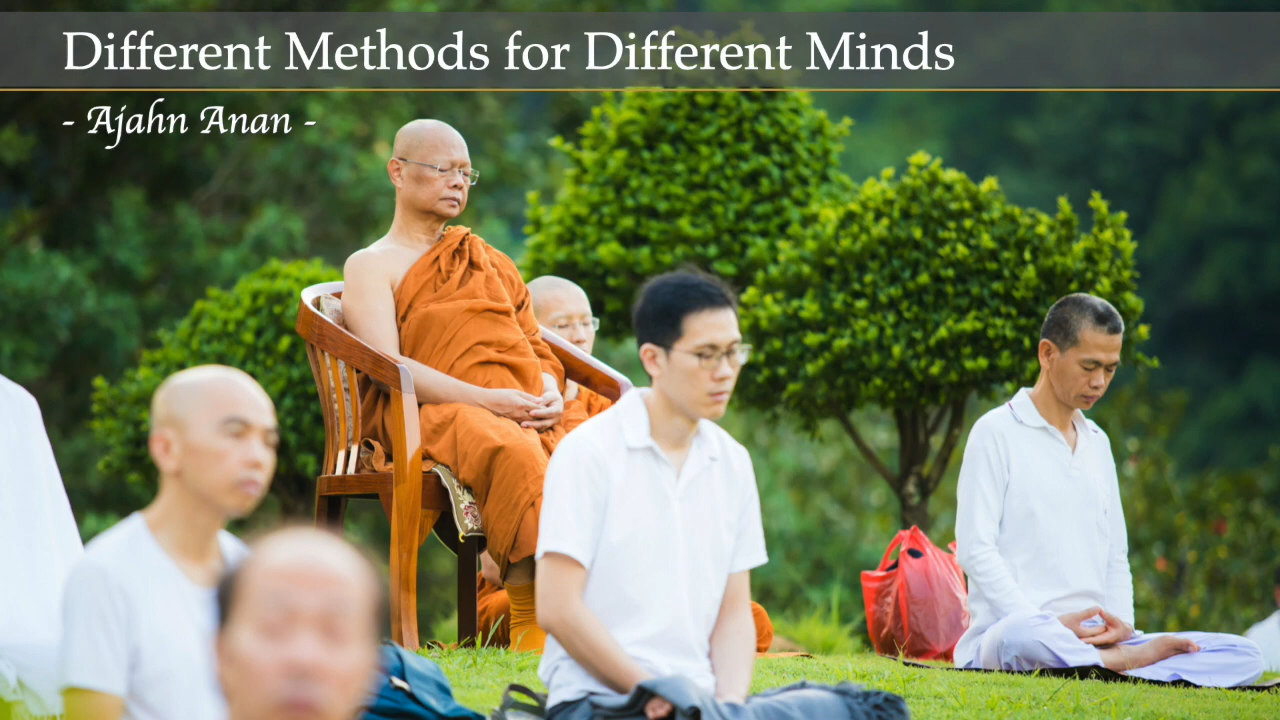 Different Methods for Different Minds
- Ajahn Anan -